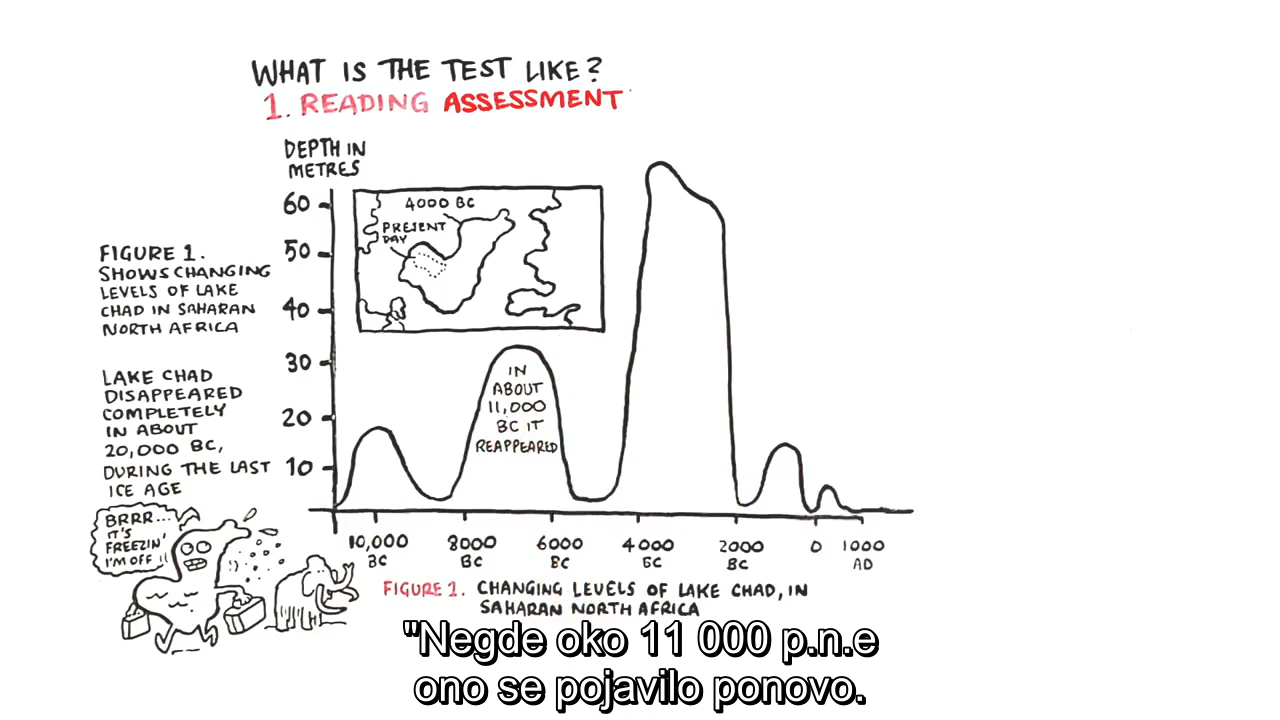 WHAT IS THE TEST LIKE?
1. READING ASSESSMENT
DEPTH IN
METRES
60
50
40
30
20
10
4000 BC
PRESENT
DAY
FIGURE 1.
SHOWS CHANGING
LEVELS OF LAKE
CHAD IN SAHARAN
NORTH AFRICA
LAKE CHAD
DISAPPEARED
COMPLETELY
IN ABOUT
20,000 BC,
DURING THE LAST
ICE AGE
IN
ABOUT
11,000
BC IT
REAPPEARED
BRRR...
IT'S
FREEZIN'
I'M OFF!!
10,000 8000 6000 4000 2000 0 1000
BC BC BC BC BC AD
FIGURE 1. CHANGING LEVELS OF LAKE CHAD, IN
SAHARAN NORTH AFRICA
"Negde oko 11 000 p.n.e
ono se pojavilo ponovo.